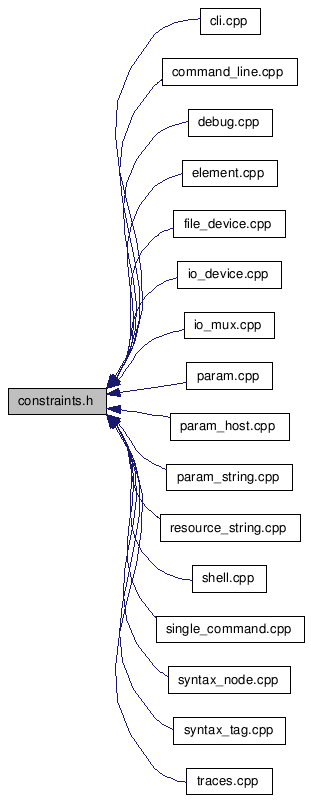 cli.cpp
command_line.cpp
debug.cpp
element.cpp
file_device.cpp
io_device.cpp
io_mux.cpp
param.cpp
constraints.h
param_host.cpp
param_string.cpp
resource_string.cpp
shell.cpp
single_command.cpp
syntax_node.cpp
syntax_tag.cpp
traces.cpp